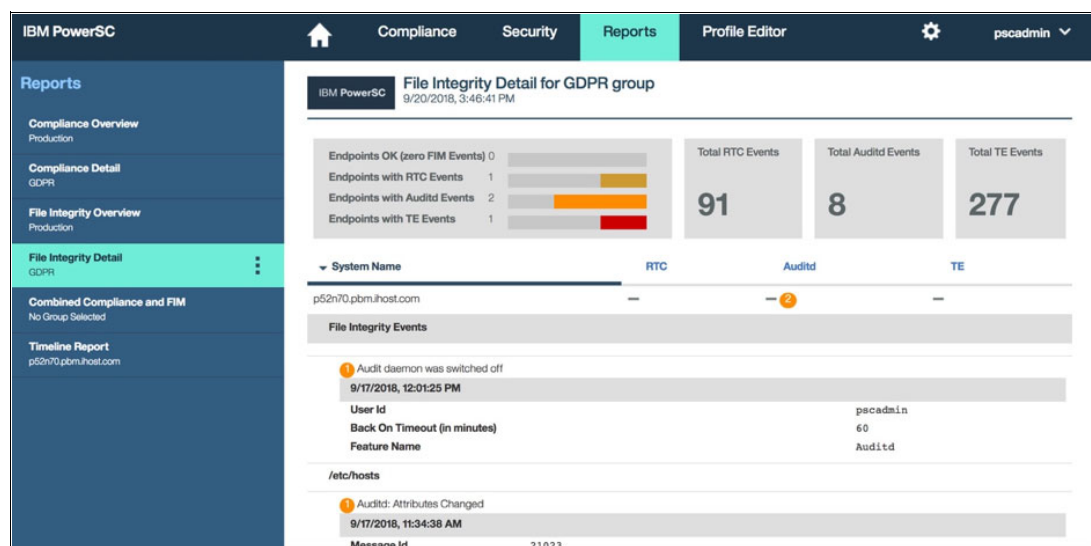 IBM PowerSC
Compliance
Security
Reports
Profile Editor
pscadmin
Reports
Compliance Overview
Production
Compliance Detail
GDPR
File Integrity Overview
Production
File Integrity Detail
GDPR
Combined Compliance and FIM
No Group Selected
Timeline Report
p52n70.pbm.ihost.com
IBM PowerSC
File Integrity Detail for GDPR group
9/20/2018, 3:46:41 PM
Endpoints OK (zero FIM Events) 0
Endpoints with RTC Events 1
Endpoints with Auditd Events 2
Endpoints with TE Events 1
Total RTC Events
91
Total Auditd Events
8
Total TE Events
277
System Name RTC Auditd TE
p52n70.pbm.ihost.com — — 2 —
File Integrity Events
1 Audit daemon was switched off
9/17/2018, 12:01:25 PM
User Id pscadmin
Back On Timeout (in minutes) 60
Feature Name Auditd
/etc/hosts
1 Auditd: Attributes Changed
9/17/2018, 11:34:38 AM
Message Id 21023